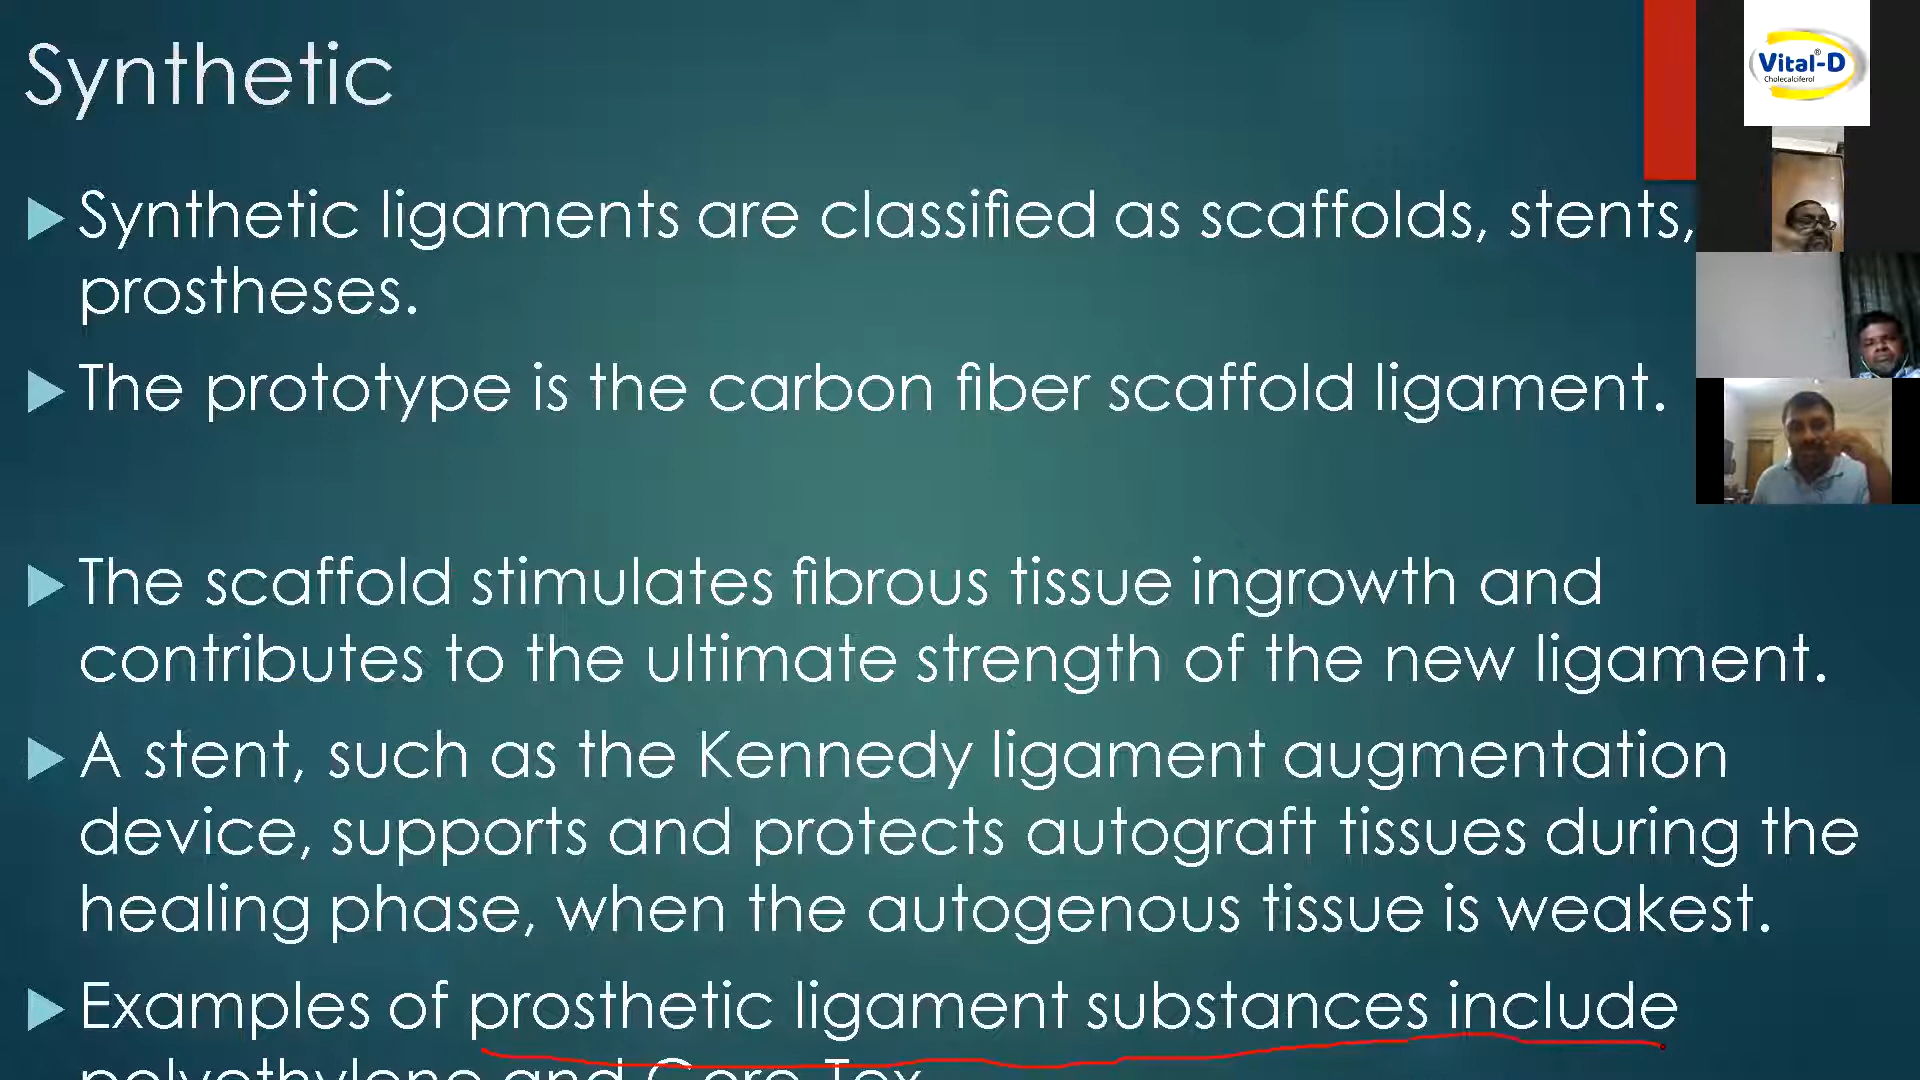 Synthetic
Synthetic ligaments are classified as scaffolds, stents,
prostheses.
The prototype is the carbon fiber scaffold ligament.
The scaffold stimulates fibrous tissue ingrowth and
contributes to the ultimate strength of the new ligament.
A stent, such as the Kennedy ligament augmentation
device, supports and protects autograft tissues during the
healing phase, when the autogenous tissue is weakest.
Examples of prosthetic ligament substances include
polyethylene and Gore-Tex
Vital-D®
Cholecalciferol